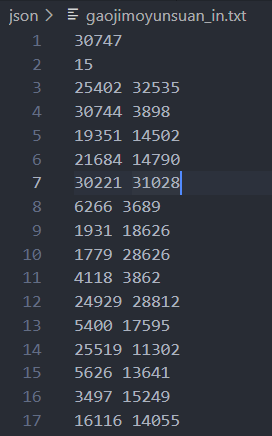 json > gaojimoyunsuan_in.txt
1 30747
2 15
3 25402 32535
4 30744 3898
5 19351 14502
6 21684 14790
7 30221 31028
8 6266 3689
9 1931 18626
10 1779 28626
11 4118 3862
12 24929 28812
13 5400 17595
14 25519 11302
15 5626 13641
16 3497 15249
17 16116 14055